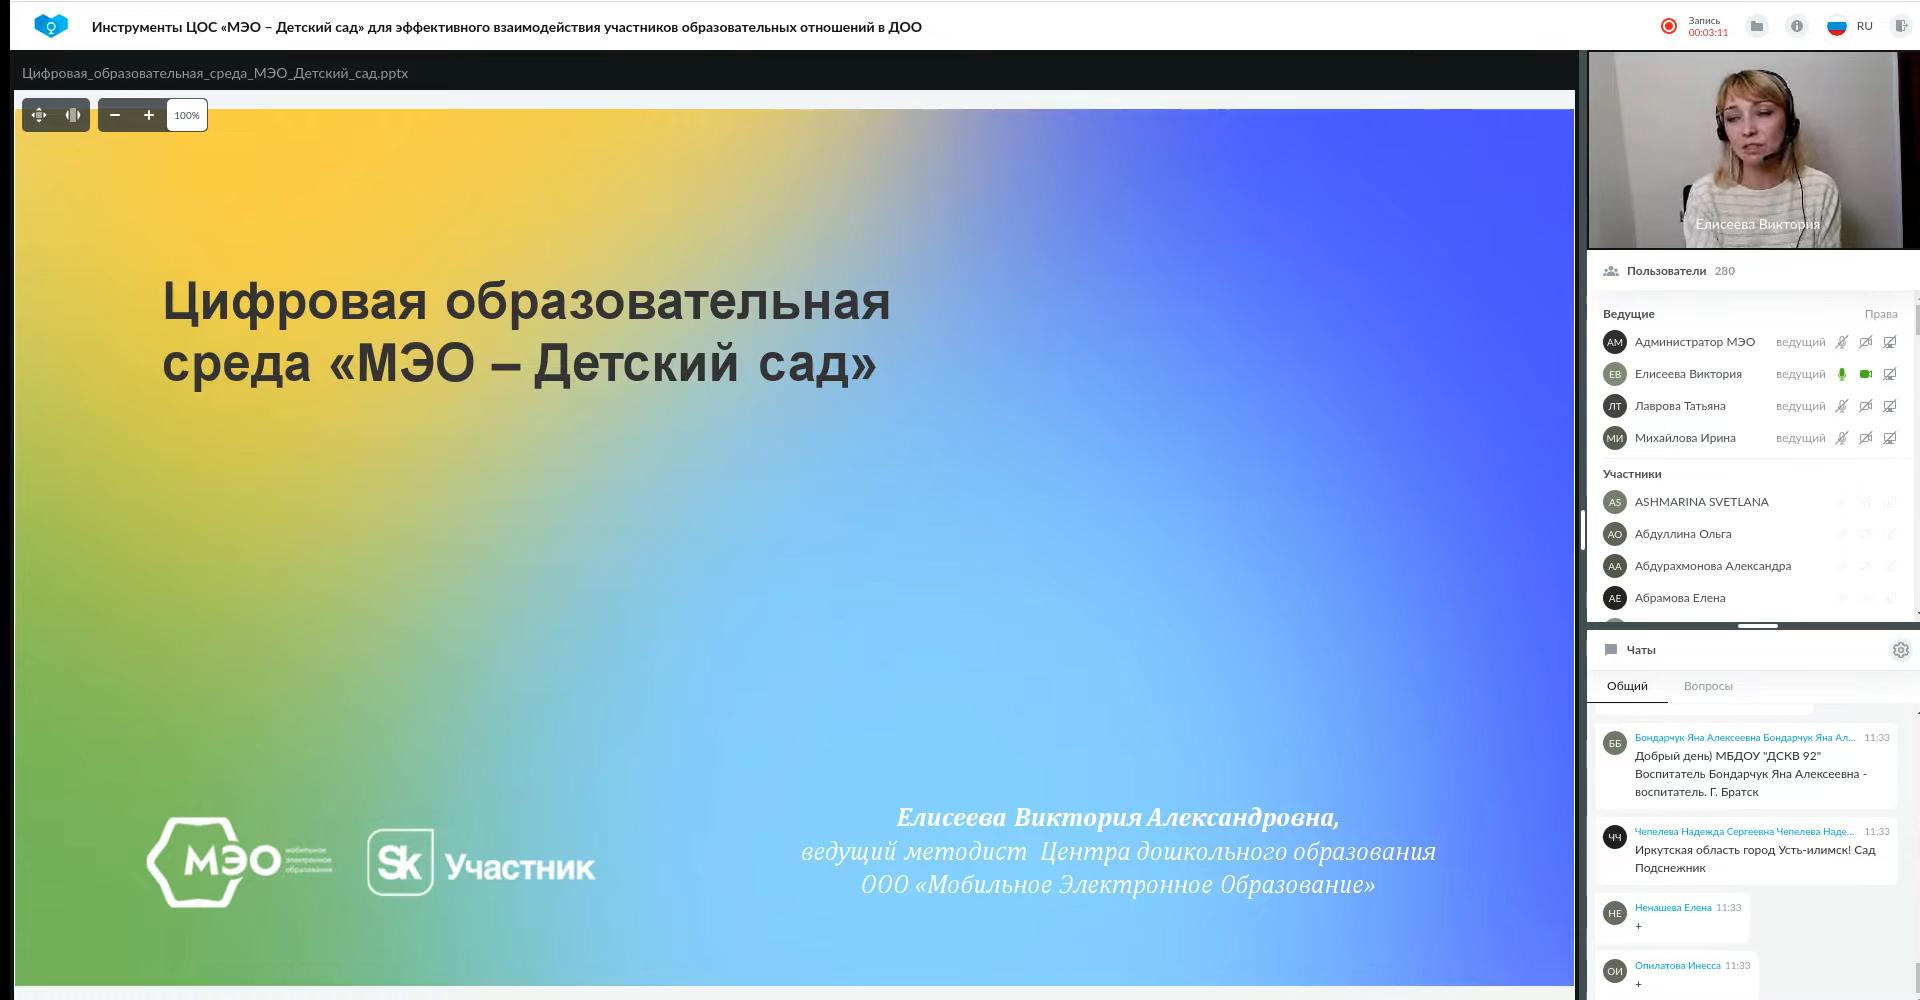 Инструменты ЦОС «МЭО – Детский сад» для эффективного взаимодействия участников образовательных отношений в ДОО
Запись
00:03:11
RU
Цифровая_образовательная_среда_МЭО_Детский_сад.pptx
100%
Цифровая образовательная
среда «МЭО – Детский сад»
МЭО
мобильное
электронное
образование
Sk Участник
Елисеева Виктория Александровна,
ведущий методист Центра дошкольного образования
ООО «Мобильное Электронное Образование»
Елисеева Виктория
Пользователи 280
Ведущие Права
АМ Администратор МЭО ведущий
ЕВ Елисеева Виктория ведущий
ЛТ Лаврова Татьяна ведущий
МИ Михайлова Ирина ведущий
Участники
AS ASHMARINA SVETLANA
АО Абдуллина Ольга
АА Абдурахмонова Александра
АЕ Абрамова Елена
Чаты
Общий Вопросы
ББ Бондарчук Яна Алексеевна Бондарчук Яна Ал... 11:33
Добрый день) МБДОУ "ДСКВ 92"
Воспитатель Бондарчук Яна Алексеевна -
воспитатель. Г. Братск
ЧЧ Чепелева Надежда Сергеевна Чепелева Наде... 11:33
Иркутская область город Усть-илимск! Сад
Подснежник
НЕ Ненашева Елена 11:33
+
ОИ Опилатова Инесса 11:33
+